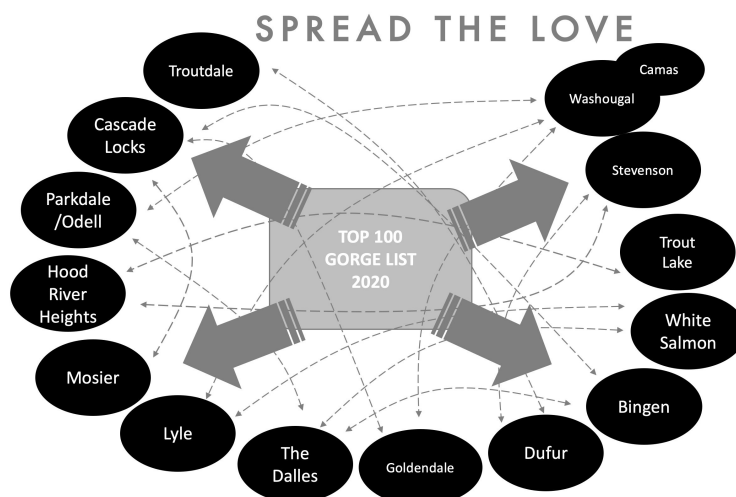 SPREAD THE LOVE
Troutdale
Camas
Washougal
Cascade
Locks
Stevenson
Parkdale
/Odell
TOP 100
GORGE LIST
2020
Trout
Lake
Hood
River
Heights
White
Salmon
Mosier
Bingen
Lyle
The
Dalles
Goldendale
Dufur